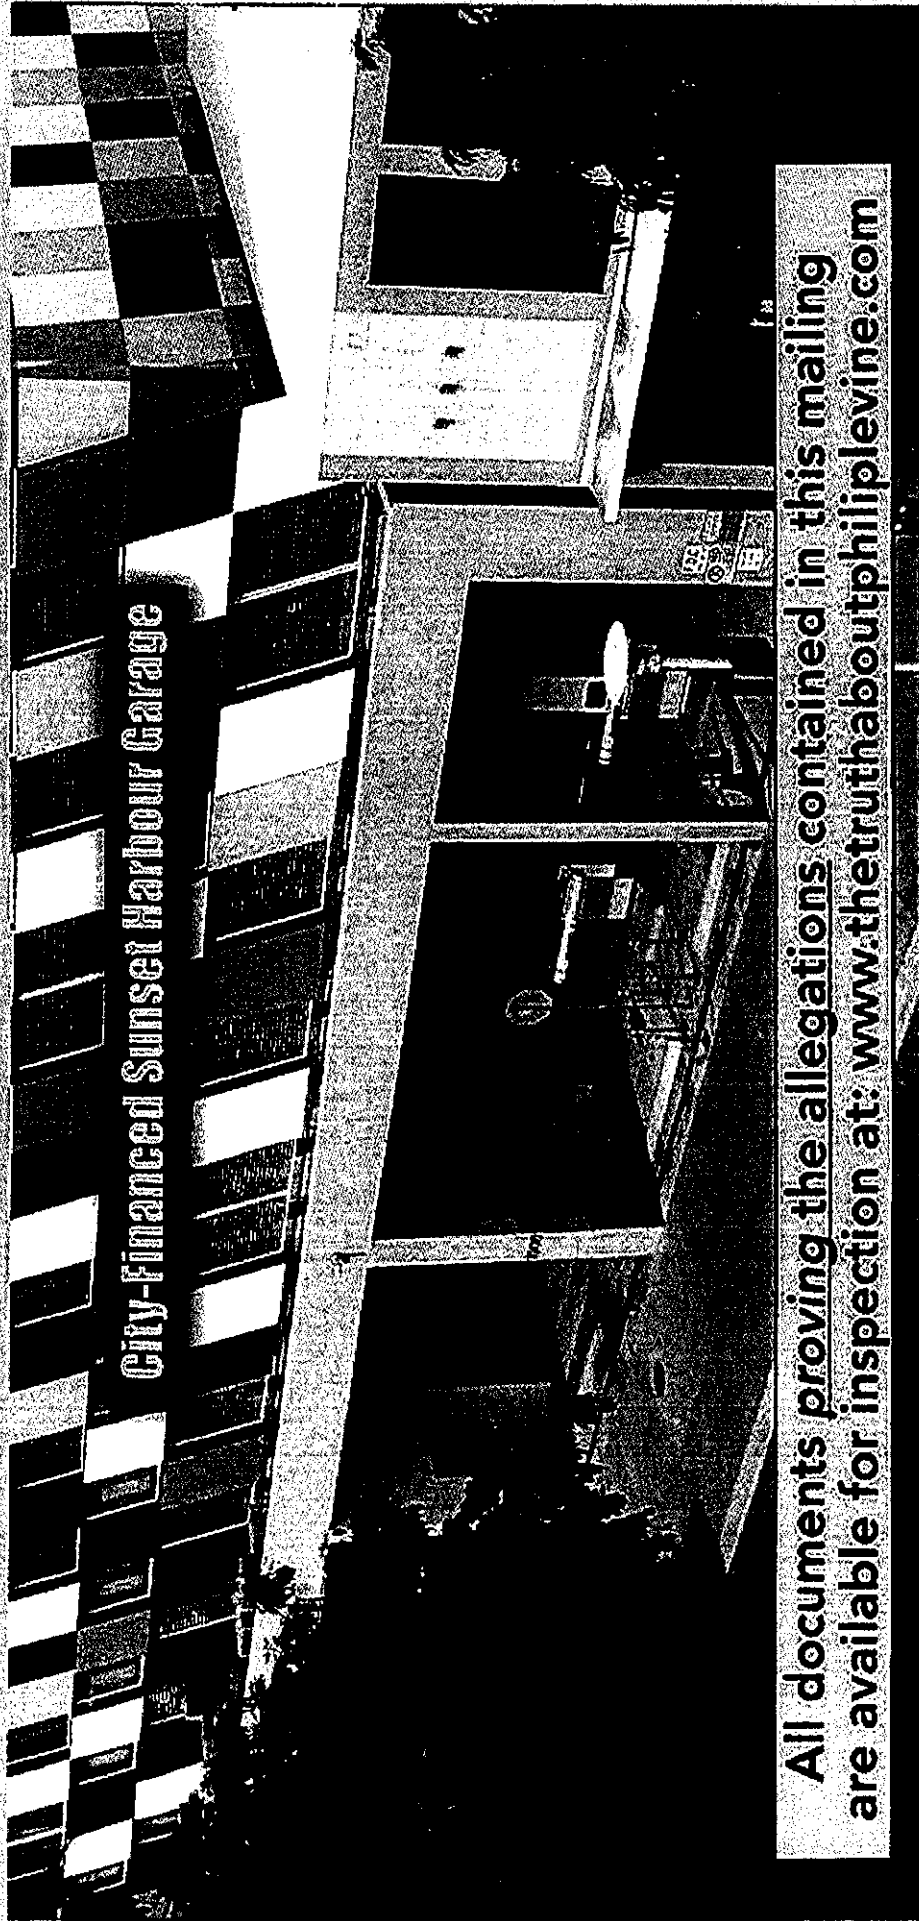 City-Financed Sunset Harbour Garage
All documents proving the allegations contained in this mailing
are available for inspection at: www.thetruthaboutphiliplevine.com